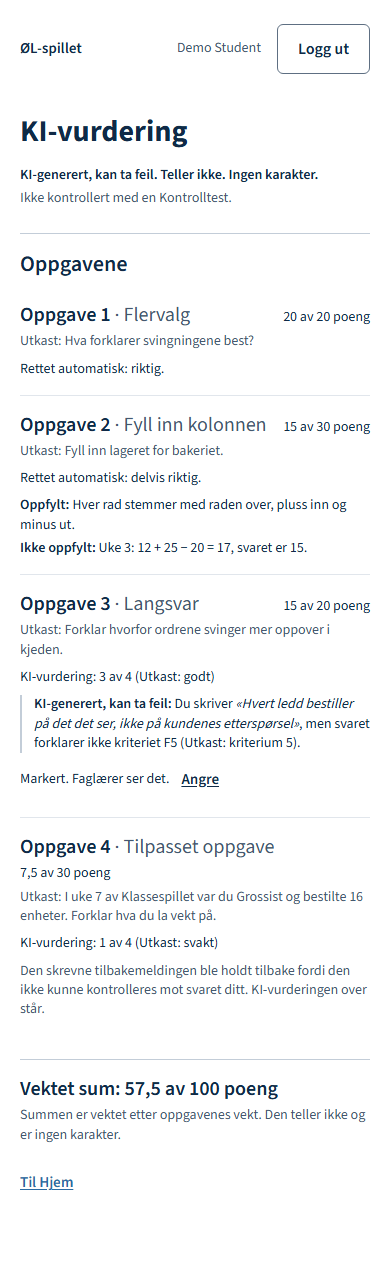 ØL-spillet
Demo Student
Logg ut
KI-vurdering
KI-generert, kan ta feil. Teller ikke. Ingen karakter.
Ikke kontrollert med en Kontrolltest.
Oppgavene
Oppgave 1 · Flervalg
20 av 20 poeng
Utkast: Hva forklarer svingningene best?
Rettet automatisk: riktig.
Oppgave 2 · Fyll inn kolonnen
15 av 30 poeng
Utkast: Fyll inn lageret for bakeriet.
Rettet automatisk: delvis riktig.
Oppfylt: Hver rad stemmer med raden over, pluss inn og
minus ut.
Ikke oppfylt: Uke 3: 12 + 25 − 20 = 17, svaret er 15.
Oppgave 3 · Langsvar
15 av 20 poeng
Utkast: Forklar hvorfor ordrene svinger mer oppover i
kjeden.
KI-vurdering: 3 av 4 (Utkast: godt)
KI-generert, kan ta feil: Du skriver «Hvert ledd bestiller
på det det ser, ikke på kundenes etterspørsel», men svaret
forklarer ikke kriteriet F5 (Utkast: kriterium 5).
Markert. Faglærer ser det.
Angre
Oppgave 4 · Tilpasset oppgave
7,5 av 30 poeng
Utkast: I uke 7 av Klassespillet var du Grossist og bestilte 16
enheter. Forklar hva du la vekt på.
KI-vurdering: 1 av 4 (Utkast: svakt)
Den skrevne tilbakemeldingen ble holdt tilbake fordi den
ikke kunne kontrolleres mot svaret ditt. KI-vurderingen over
står.
Vektet sum: 57,5 av 100 poeng
Summen er vektet etter oppgavenes vekt. Den teller ikke og
er ingen karakter.
Til Hjem